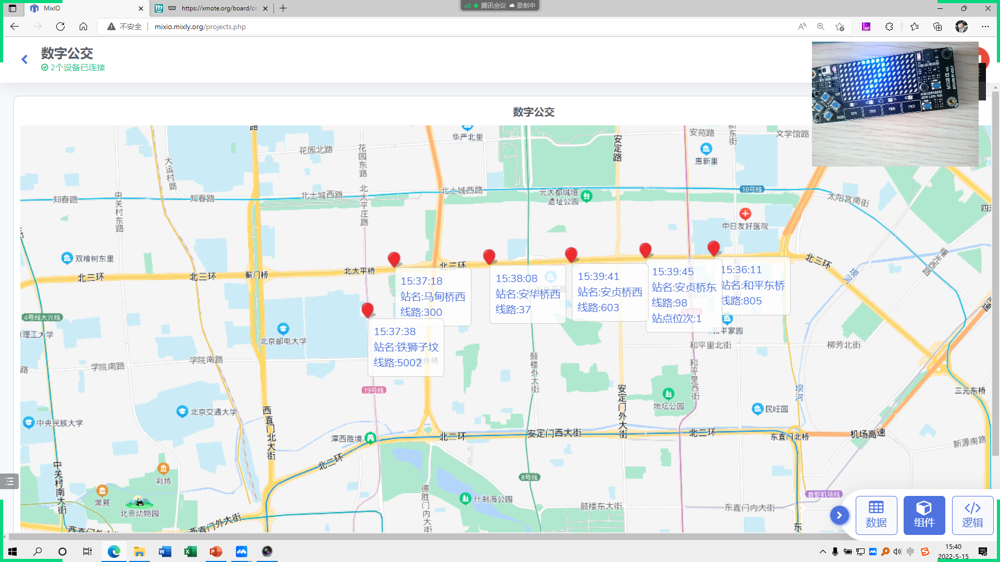 MixIO
https://xmote.org/board/cir
腾讯会议 录制中
不安全
mixio.mixly.org/projects.php
数字公交
2个设备已连接
数字公交
路
华严北里
安定路
安苑路
文学馆路
花园北路
花园东路
惠新里
大运村路
知春路
知春路
中关村东路
北土城西路
北太平庄路
北土城西路
元大都城垣
遗址公园
10号线
太阳宫南街
中日友好医院
双榆树东里
北三环
北三环
蓟门桥
北太平桥
北三环
北三环
坝河
曙光西路
15:37:18
站名:马甸桥西
线路:300
15:38:08
站名:安华桥西
线路:37
15:39:41
站名:安贞桥西
线路:603
15:39:45
站名:安贞桥东
线路:98
站点位次:1
15:36:11
站名:和平东桥
线路:805
15:37:38
站名:铁狮子坟
线路:5002
4号线大兴线
理工大学
北京邮电大学
学院南路
学院南路
路
和平家园
和平里北街
柳芳北街
鼓楼外大街
和平里西街
19号线
安定门外大街
地坛公园
坝河
三元东桥
民旺园
北京交通大学
中央民族大学
西直门北大街
潭西胜境
北二环
安定门西大街
北二环
东直门北桥
机场高速
新源南路
北二环
中关村南大街
彩绘
8号线
德胜门内大街
什刹海公园
首都机场线
北京动物园
鼓楼东大街
东直门内大街
西直门外大街
东
数据
组件
逻辑
15:40
2022-5-15